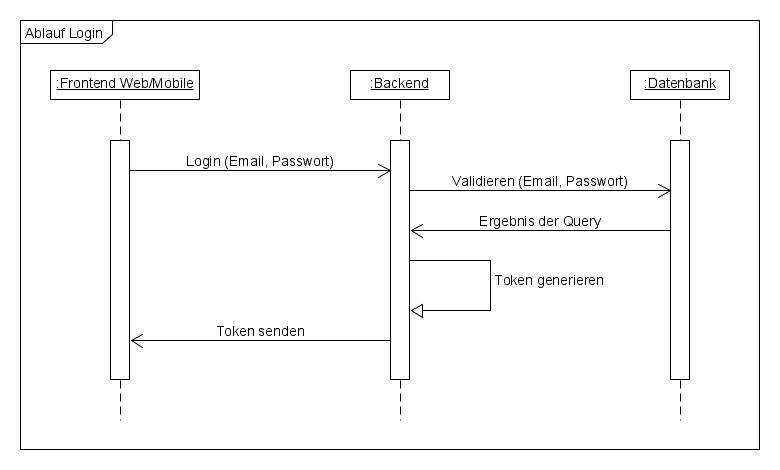 Ablauf Login
:Frontend Web/Mobile
:Backend
:Datenbank
Login (Email, Passwort)
Validieren (Email, Passwort)
Ergebnis der Query
Token generieren
Token senden